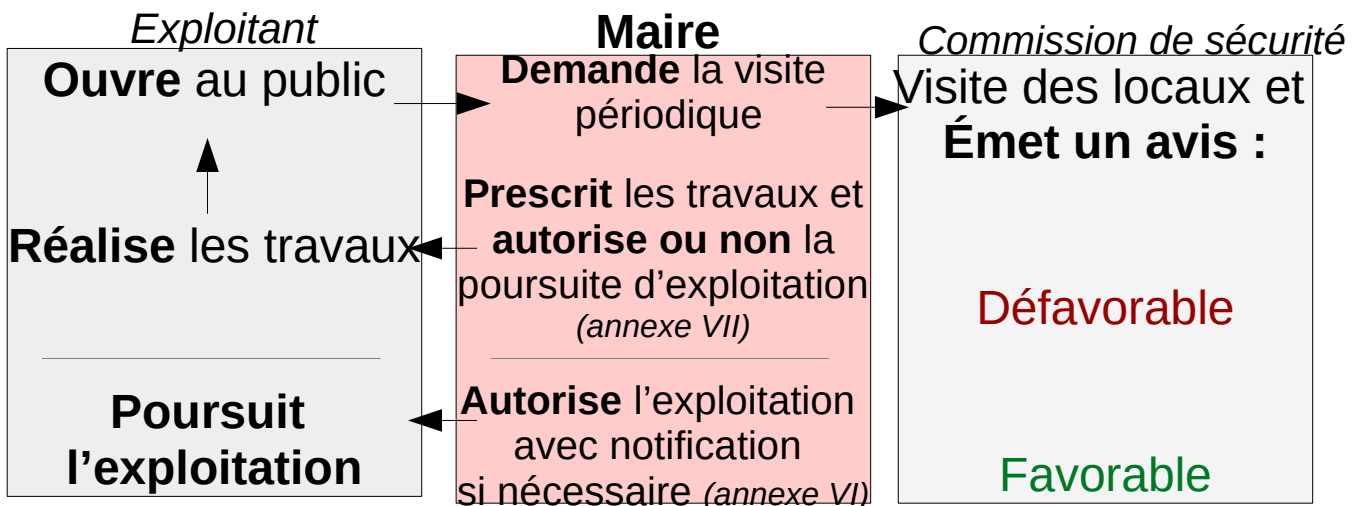 Exploitant
Ouvre au public
Réalise les travaux
Poursuit
l’exploitation
Maire
Demande la visite
périodique
Prescrit les travaux et
autorise ou non la
poursuite d’exploitation
(annexe VII)
Autorise l’exploitation
avec notification
si nécessaire (annexe VI)
Commission de sécurité
Visite des locaux et
Émet un avis :
Défavorable
Favorable